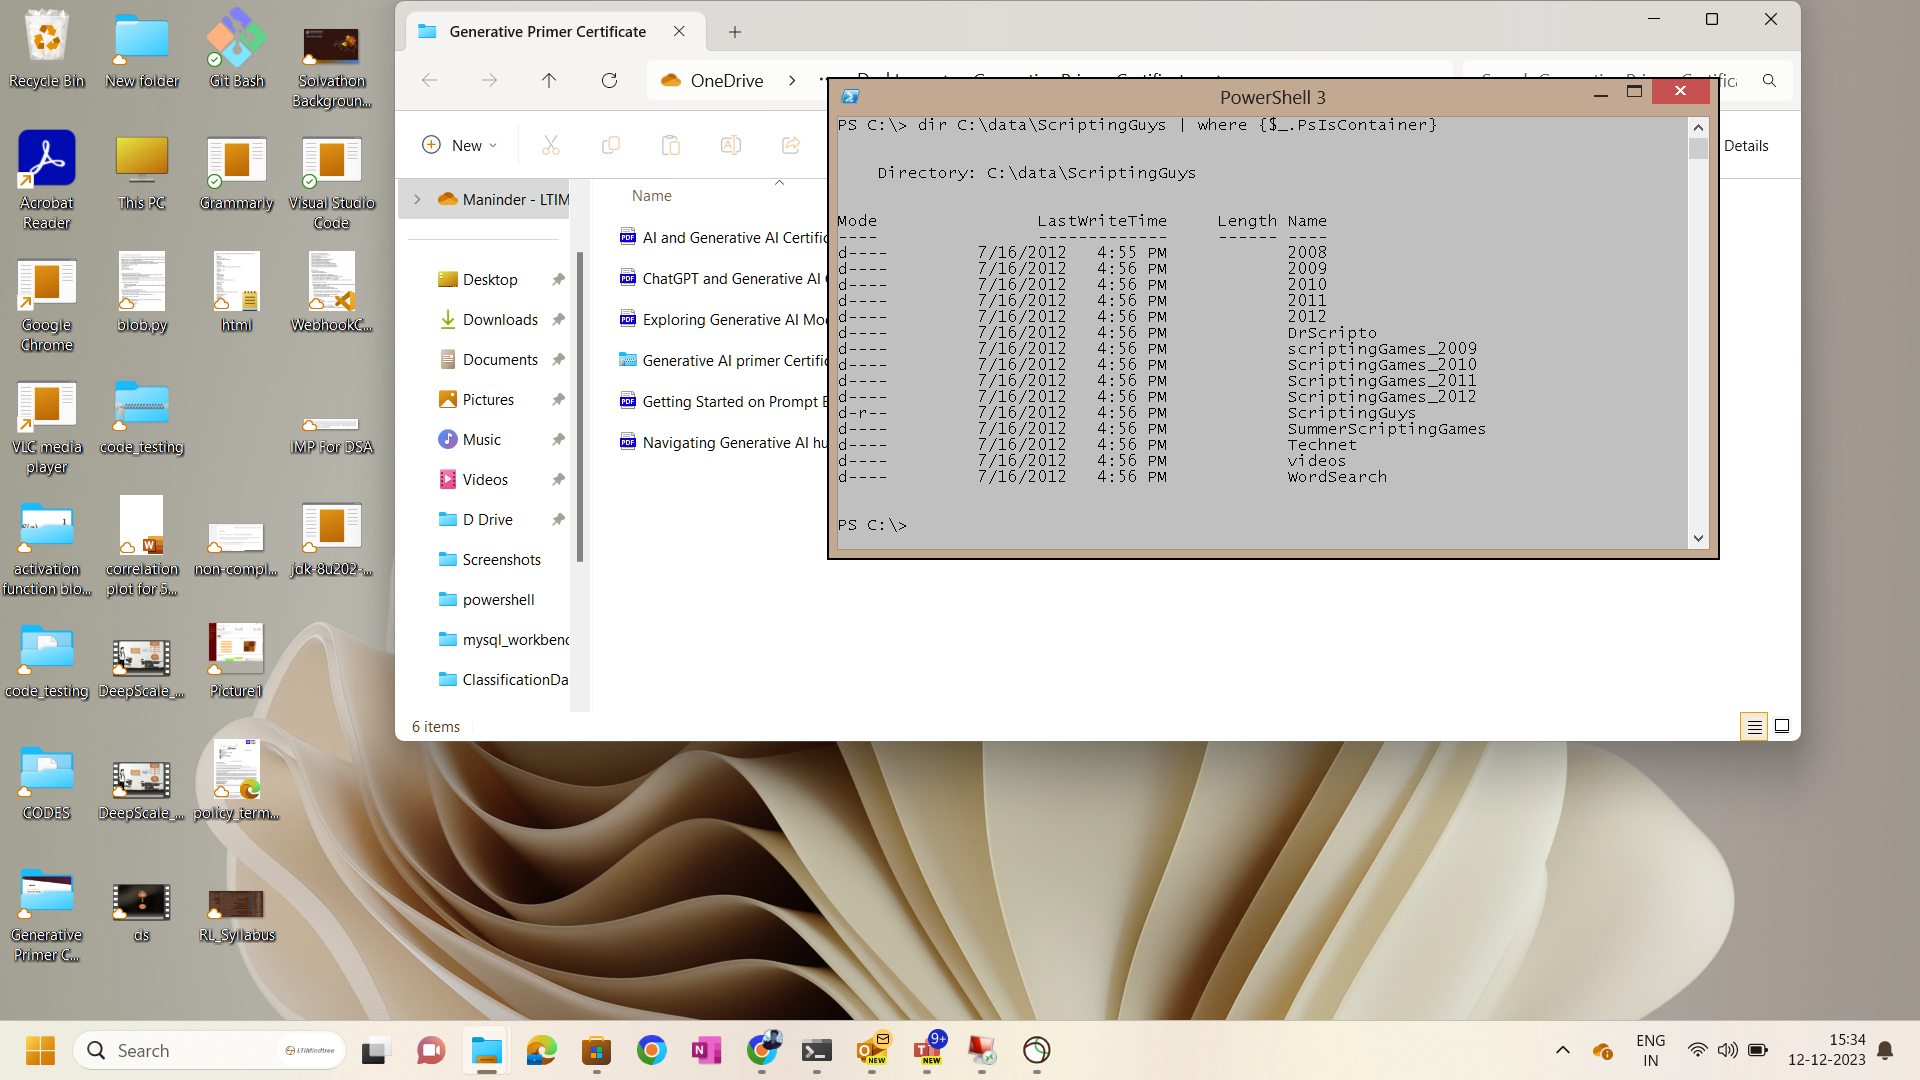 Recycle Bin
New folder
Git Bash
Solvathon
Backgroun...
Acrobat
Reader
This PC
Grammarly
Visual Studio
Code
Google
Chrome
blob.py
html
WebhookC...
VLC media
player
code_testing
IMP For DSA
activation
function blo...
correlation
plot for 5...
non-compl...
jdk-8u202-...
code_testing
DeepScale_...
Picture1
CODES
DeepScale_...
policy_term...
Generative
Primer C...
ds
RL_Syllabus
Generative Primer Certificate
OneDrive
New
Details
Maninder - LTIM
Desktop
Downloads
Documents
Pictures
Music
Videos
D Drive
Screenshots
powershell
mysql_workbenc
ClassificationDa
Name
AI and Generative AI Certific
ChatGPT and Generative AI
Exploring Generative AI Mo
Generative AI primer Certific
Getting Started on Prompt E
Navigating Generative AI hu
6 items
PowerShell 3
PS C:\> dir C:\data\ScriptingGuys | where {$_.PsIsContainer}
Directory: C:\data\ScriptingGuys
Mode LastWriteTime Length Name
---- ------------- ------ ----
d---- 7/16/2012 4:55 PM 2008
d---- 7/16/2012 4:56 PM 2009
d---- 7/16/2012 4:56 PM 2010
d---- 7/16/2012 4:56 PM 2011
d---- 7/16/2012 4:56 PM 2012
d---- 7/16/2012 4:56 PM DrScripto
d---- 7/16/2012 4:56 PM scriptingGames_2009
d---- 7/16/2012 4:56 PM ScriptingGames_2010
d---- 7/16/2012 4:56 PM ScriptingGames_2011
d---- 7/16/2012 4:56 PM ScriptingGames_2012
d-r-- 7/16/2012 4:56 PM ScriptingGuys
d---- 7/16/2012 4:56 PM SummerScriptingGames
d---- 7/16/2012 4:56 PM Technet
d---- 7/16/2012 4:56 PM videos
d---- 7/16/2012 4:56 PM WordSearch
PS C:\>
Search
LTIMindtree
NEW
9+
NEW
ENG
IN
15:34
12-12-2023